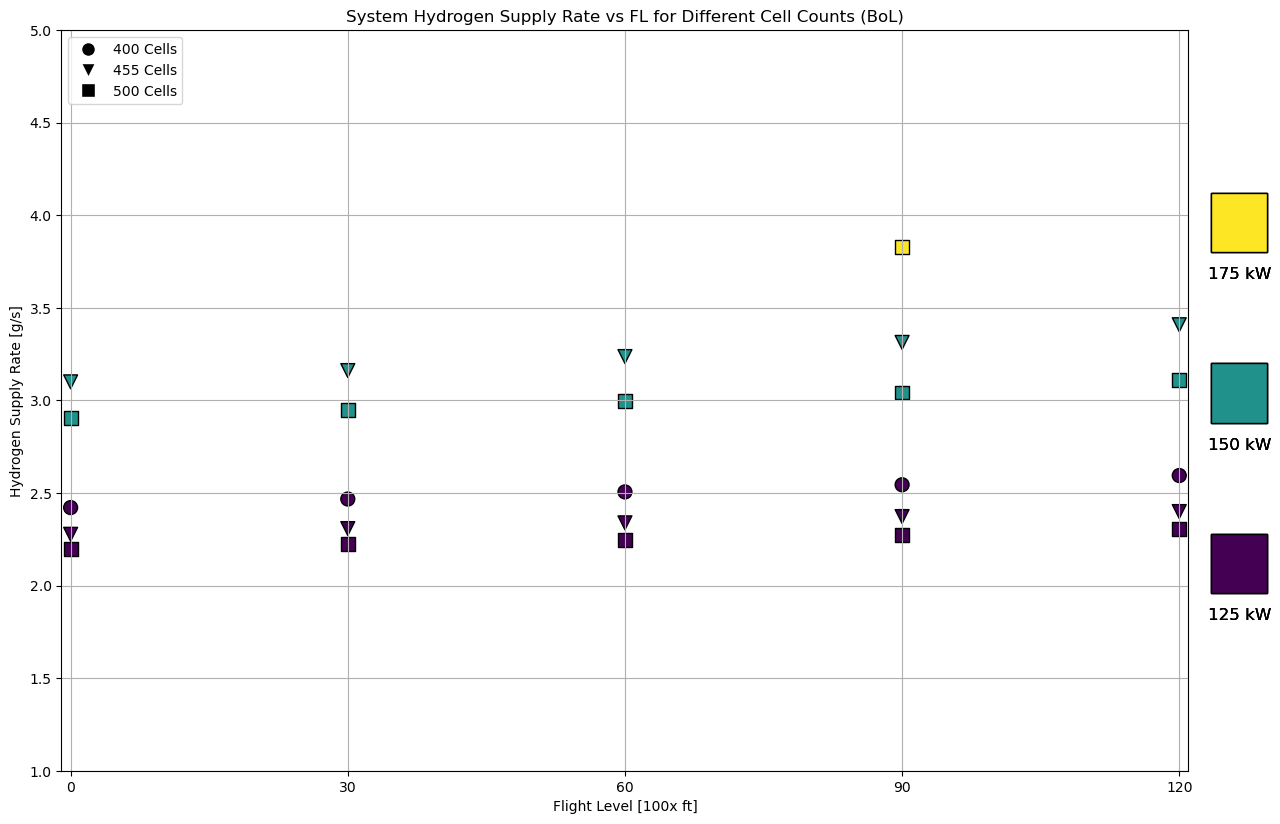 System Hydrogen Supply Rate vs FL for Different Cell Counts (BoL)
400 Cells
455 Cells
500 Cells
Hydrogen Supply Rate [g/s]
5.0
4.5
4.0
3.5
3.0
2.5
2.0
1.5
1.0
0
30
60
90
120
Flight Level [100x ft]
175 kW
150 kW
125 kW